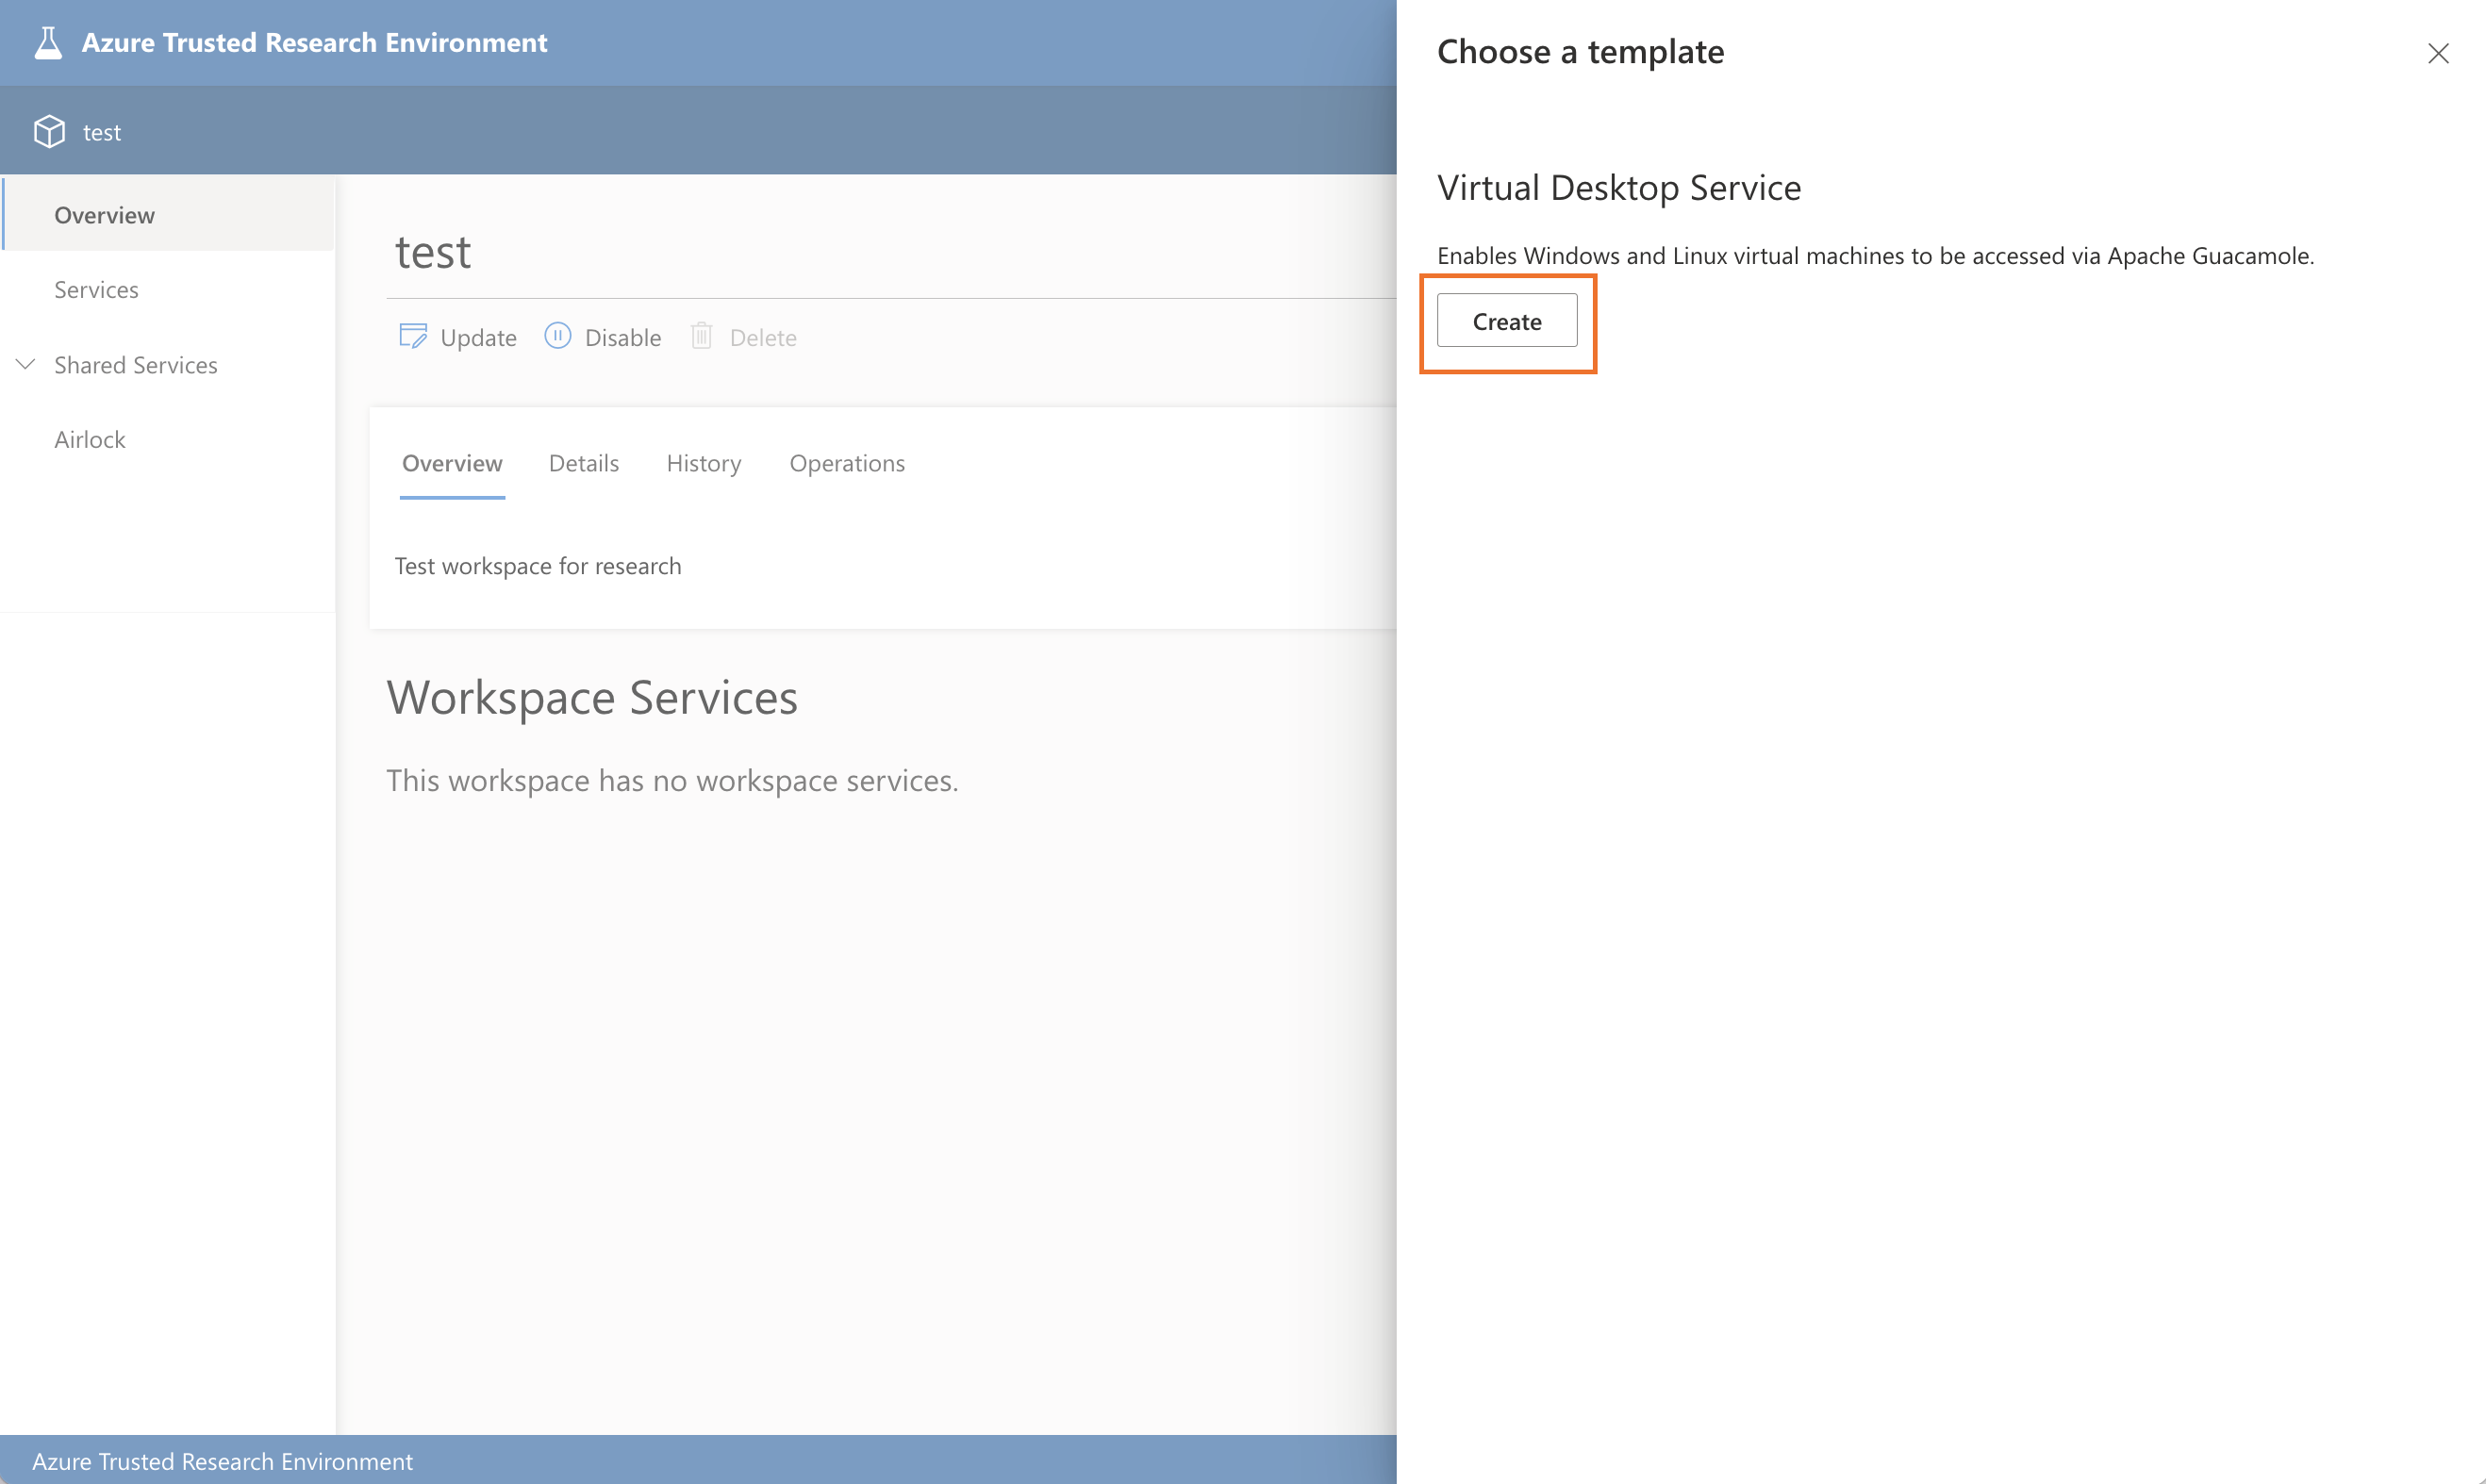 Azure Trusted Research Environment
test
Overview
Services
Shared Services
Airlock
test
Update Disable Delete
Overview Details History Operations
Test workspace for research
Workspace Services
This workspace has no workspace services.
Azure Trusted Research Environment
Choose a template
Virtual Desktop Service
Enables Windows and Linux virtual machines to be accessed via Apache Guacamole.
Create